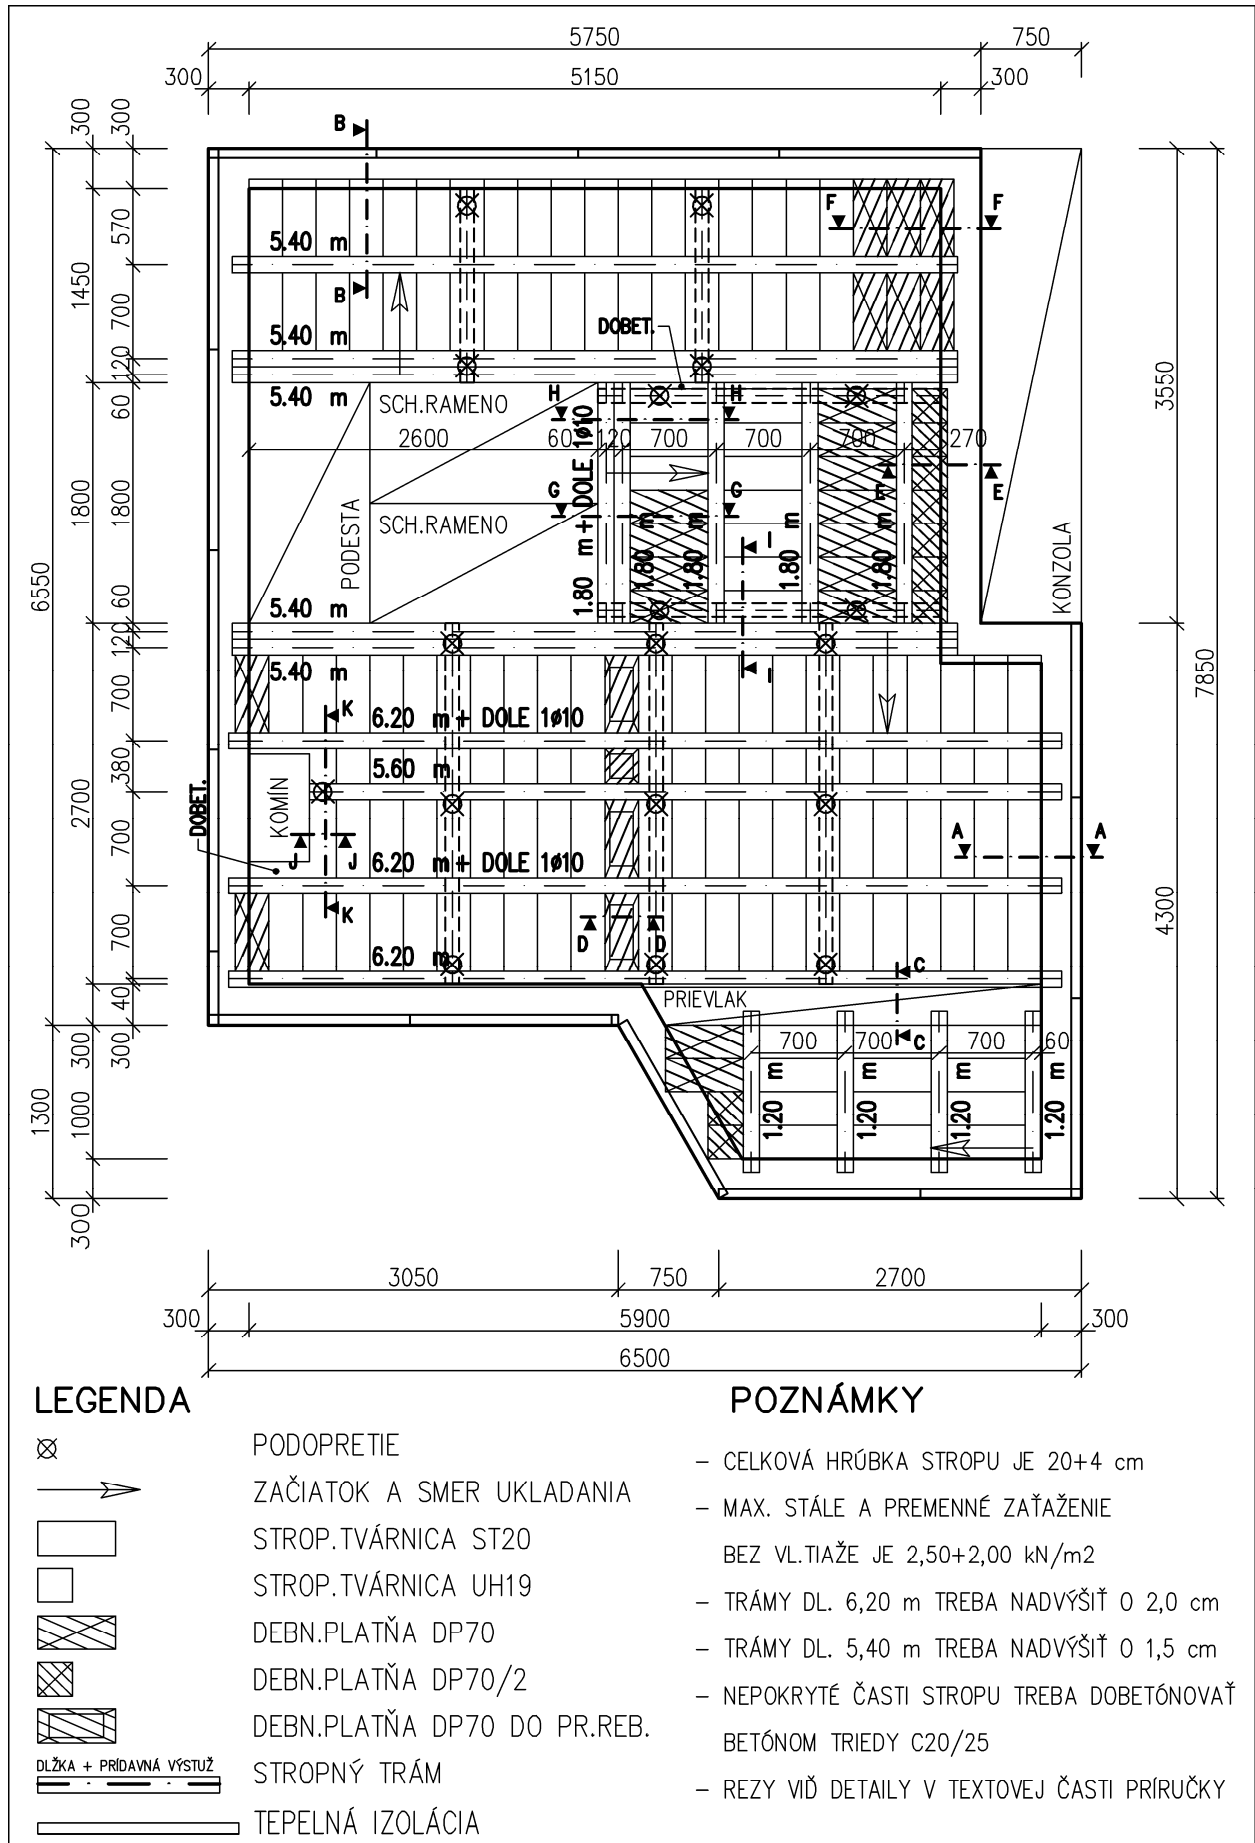 5750
750
300
5150
300
300
300
B
B
F
F
570
5.40 m
1450
700
5.40 m
DOBET.
120
5.40 m
SCH.RAMENO
H
H
60
2600
60
120
700
700
700
270
3550
1800
1800
G
G
E
E
SCH.RAMENO
PODESTA
1.80 m + DOLE 1ø10
1.80 m
1.80 m
1.80 m
1.80 m
I
I
KONZOLA
6550
60
5.40 m
120
5.40 m
700
7850
K
6.20 m + DOLE 1ø10
380
5.60 m
2700
DOBET.
KOMÍN
700
J
J
A
A
6.20 m + DOLE 1ø10
K
4300
700
D
D
6.20 m
C
C
40
PRIEVLAK
300
300
700
700
700
60
1.20 m
1.20 m
1.20 m
1.20 m
1300
1000
300
3050
750
2700
300
5900
300
6500
LEGENDA
PODOPRETIE
ZAČIATOK A SMER UKLADANIA
STROP.TVÁRNICA ST20
STROP.TVÁRNICA UH19
DEBN.PLATŇA DP70
DEBN.PLATŇA DP70/2
DEBN.PLATŇA DP70 DO PR.REB.
DLŽKA + PRÍDAVNÁ VÝSTUŽ
STROPNÝ TRÁM
TEPELNÁ IZOLÁCIA
POZNÁMKY
– CELKOVÁ HRÚBKA STROPU JE 20+4 cm
– MAX. STÁLE A PREMENNÉ ZAŤAŽENIE
BEZ VL.TIAŽE JE 2,50+2,00 kN/m2
– TRÁMY DL. 6,20 m TREBA NADVÝŠIŤ O 2,0 cm
– TRÁMY DL. 5,40 m TREBA NADVÝŠIŤ O 1,5 cm
– NEPOKRYTÉ ČASTI STROPU TREBA DOBETÓNOVAŤ
BETÓNOM TRIEDY C20/25
– REZY VIĎ DETAILY V TEXTOVEJ ČASTI PRÍRUČKY